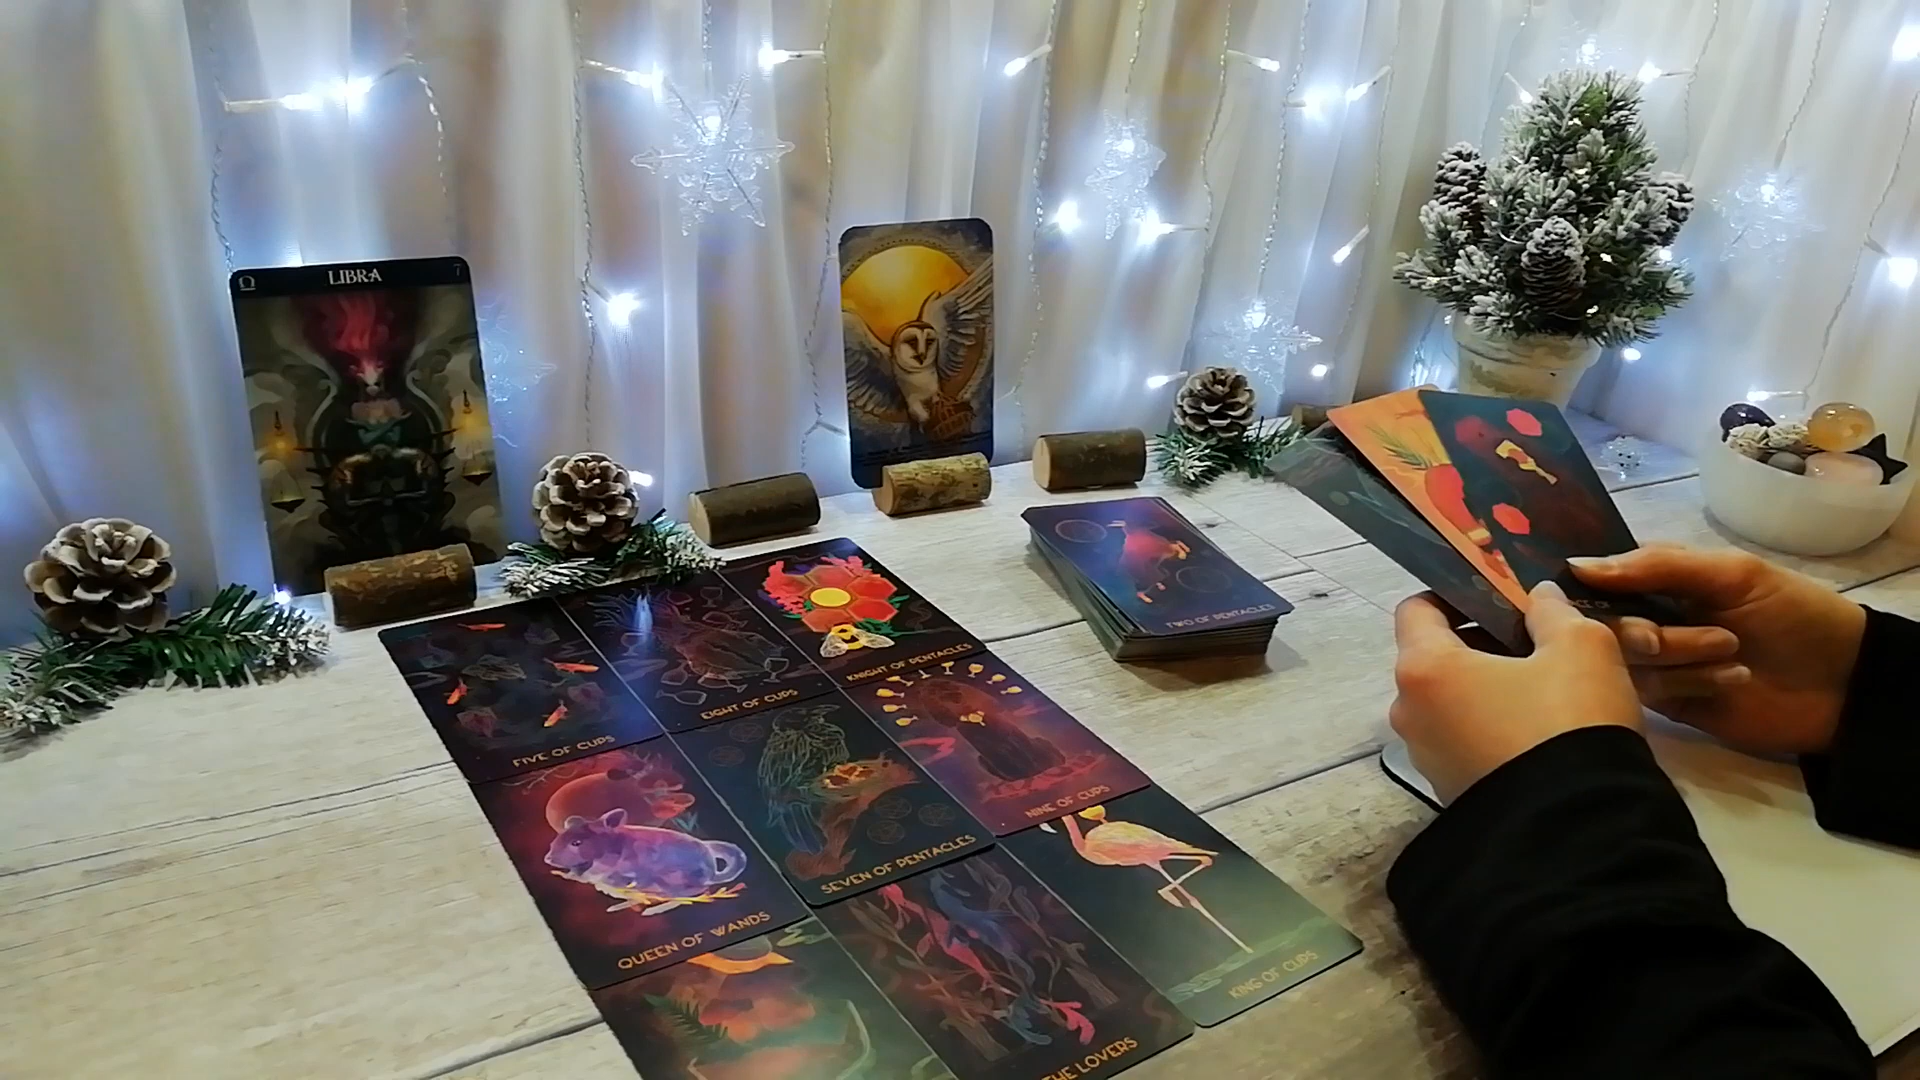 LIBRA
TWO OF PENTACLES
FIVE OF CUPS
EIGHT OF CUPS
KNIGHT OF PENTACLES
QUEEN OF WANDS
SEVEN OF PENTACLES
NINE OF CUPS
THE LOVERS
KING OF CUPS